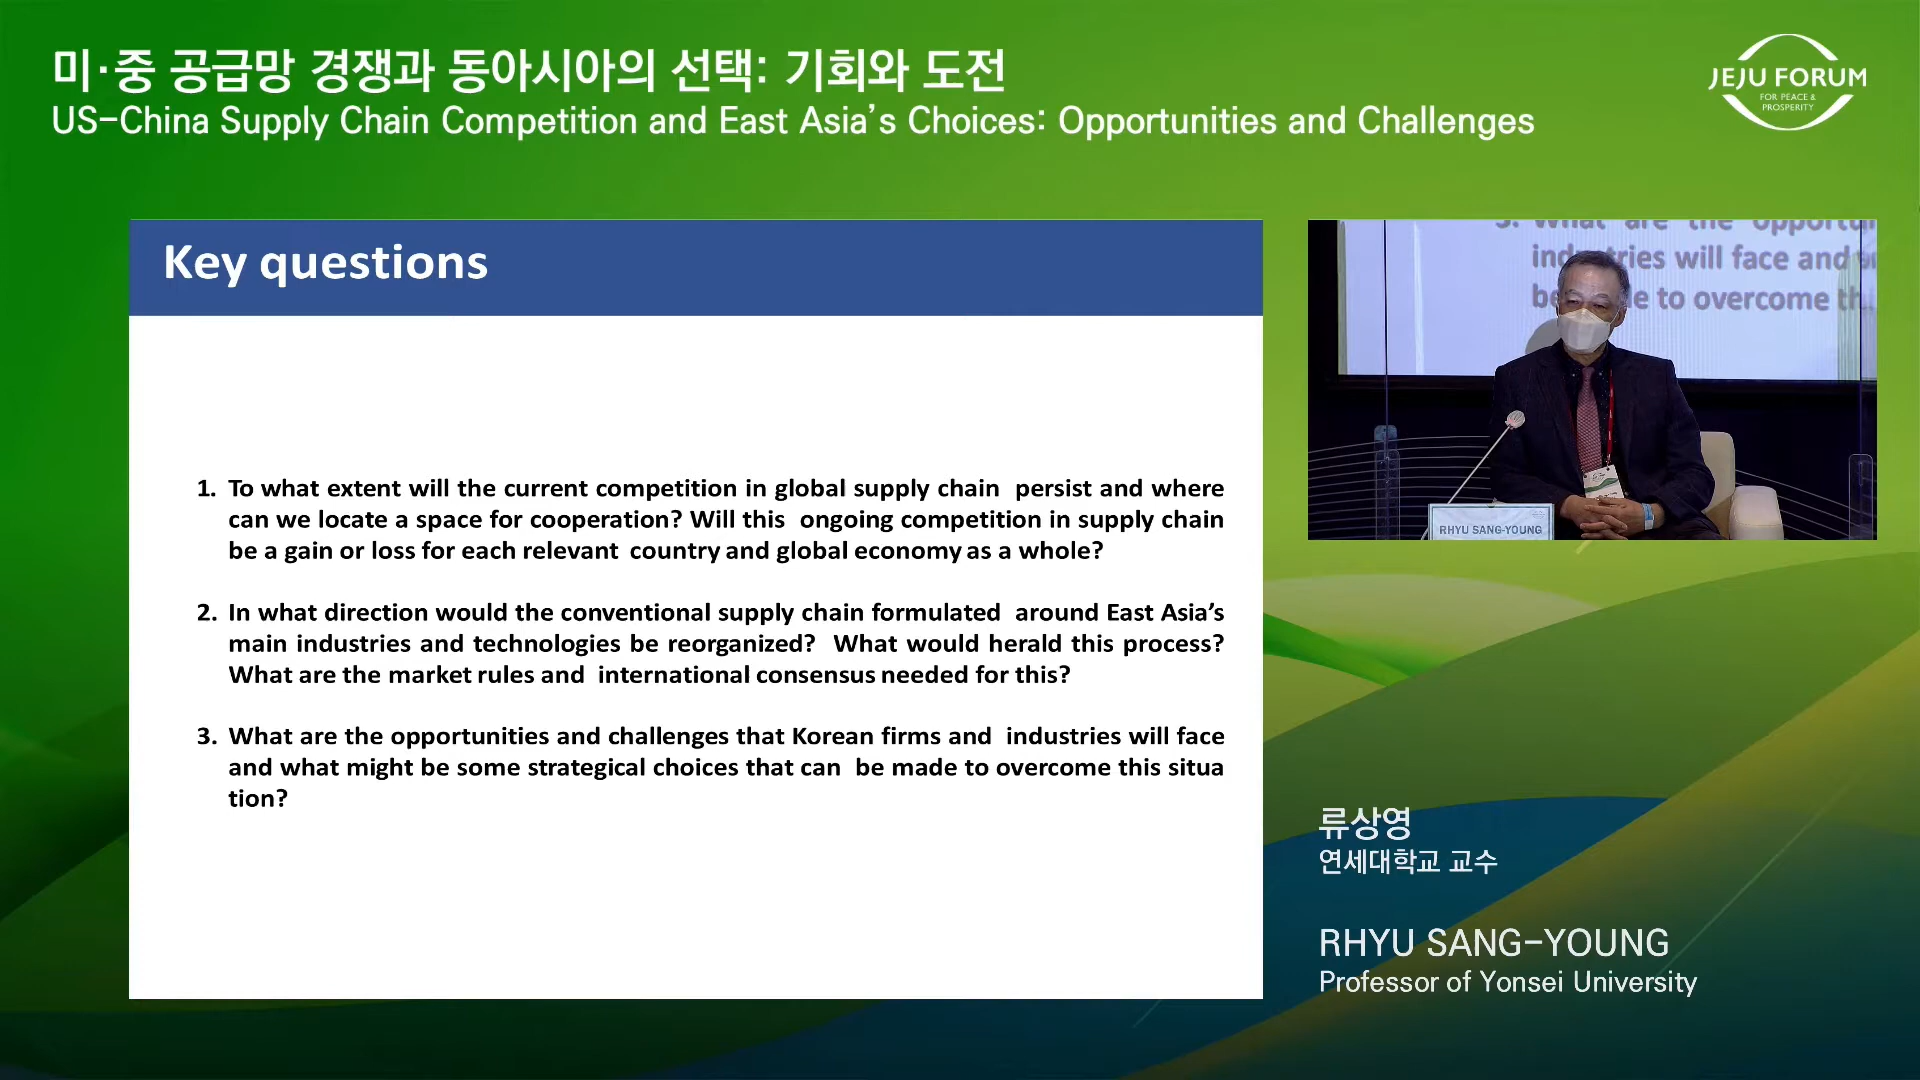 미·중 공급망 경쟁과 동아시아의 선택: 기회와 도전
US-China Supply Chain Competition and East Asia's Choices: Opportunities and Challenges
JEJU FORUM
FOR PEACE &
PROSPERITY
Key questions
1. To what extent will the current competition in global supply chain persist and where
can we locate a space for cooperation? Will this ongoing competition in supply chain
be a gain or loss for each relevant country and global economy as a whole?
2. In what direction would the conventional supply chain formulated around East Asia's
main industries and technologies be reorganized? What would herald this process?
What are the market rules and international consensus needed for this?
3. What are the opportunities and challenges that Korean firms and industries will face
and what might be some strategical choices that can be made to overcome this situa
tion?
3. What are the
industries will face and
to overcome
RHYU SANG-YOUNG
류상영
연세대학교 교수
RHYU SANG-YOUNG
Professor of Yonsei University